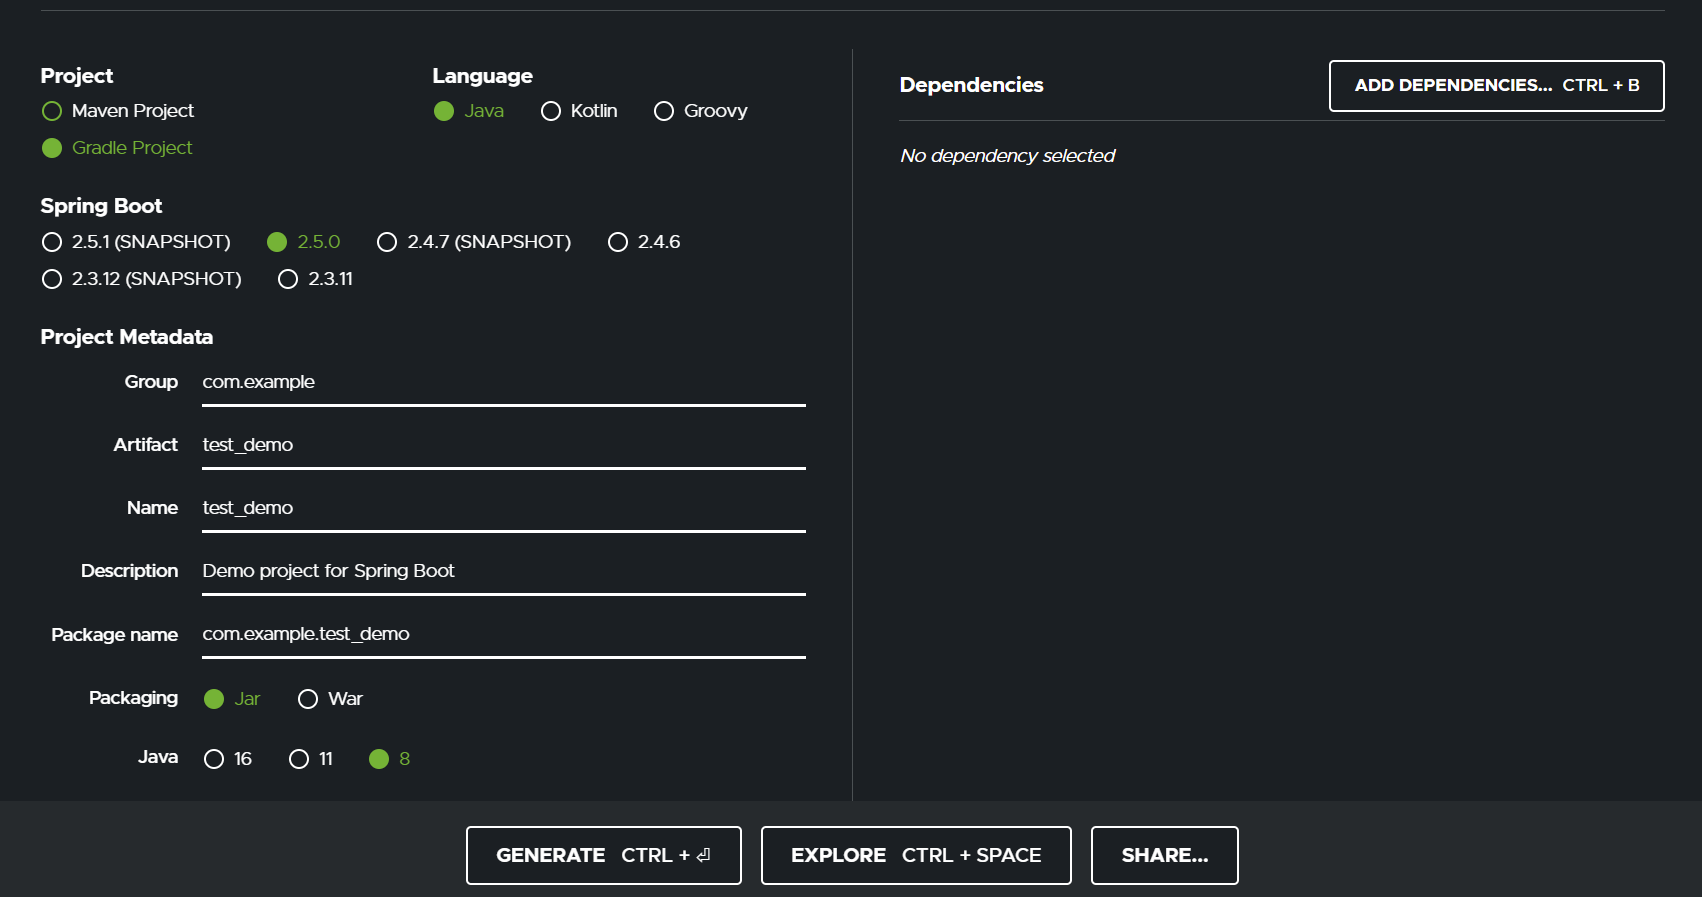 Project
Maven Project
Gradle Project
Language
Java Kotlin Groovy
Spring Boot
2.5.1 (SNAPSHOT) 2.5.0 2.4.7 (SNAPSHOT) 2.4.6
2.3.12 (SNAPSHOT) 2.3.11
Project Metadata
Group com.example
Artifact test_demo
Name test_demo
Description Demo project for Spring Boot
Package name com.example.test_demo
Packaging Jar War
Java 16 11 8
Dependencies
ADD DEPENDENCIES... CTRL + B
No dependency selected
GENERATE CTRL + ⏎
EXPLORE CTRL + SPACE
SHARE...